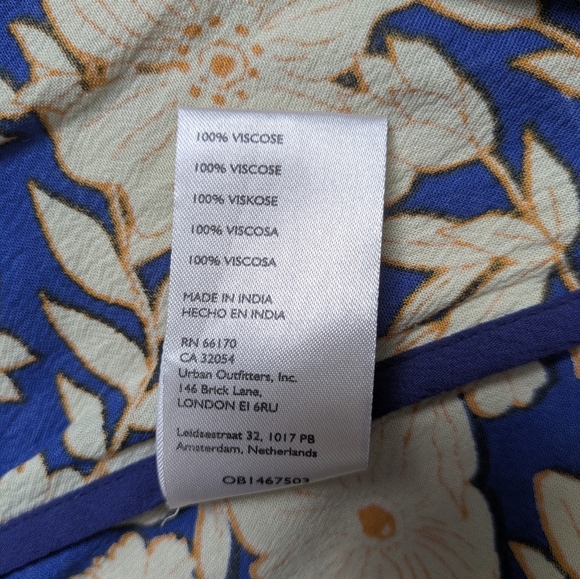 100% VISCOSE
100% VISCOSE
100% VISKOSE
100% VISCOSA
100% VISCOSA
MADE IN INDIA
HECHO EN INDIA
RN 66170
CA 32054
Urban Outfitters, Inc.
146 Brick Lane,
LONDON E1 6RU
Leidsestraat 32, 1017 PB
Amsterdam, Netherlands
OB1467503